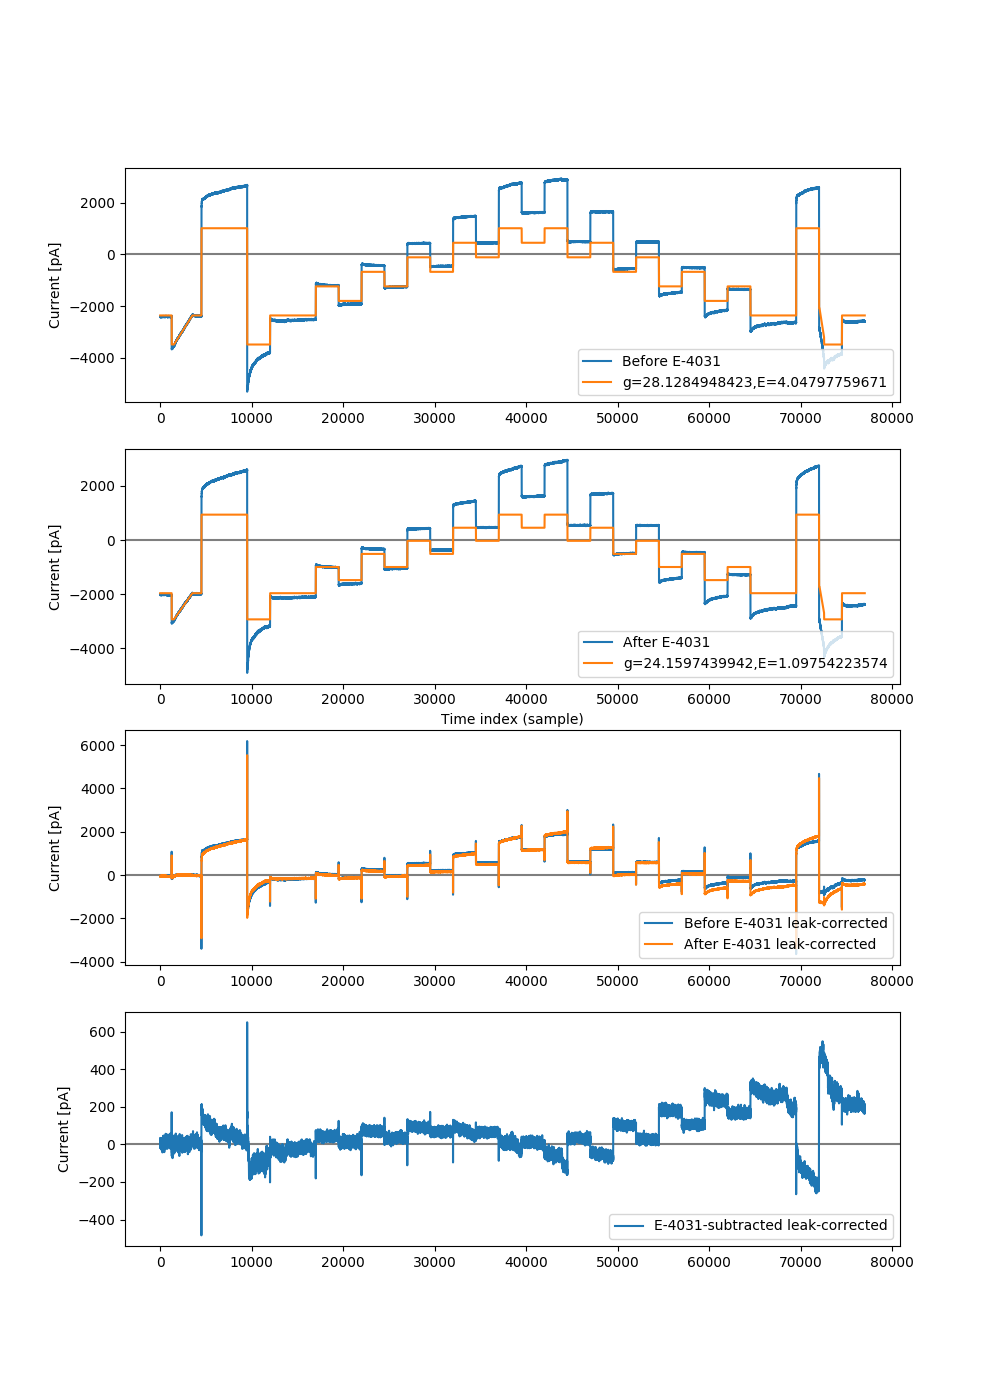 2000
0
−2000
−4000
Current [pA]
Before E-4031
g=28.1284948423,E=4.04797759671
0 10000 20000 30000 40000 50000 60000 70000 80000
2000
0
−2000
−4000
Current [pA]
After E-4031
g=24.1597439942,E=1.09754223574
0 10000 20000 30000 40000 50000 60000 70000 80000
Time index (sample)
6000
4000
2000
0
−2000
−4000
Current [pA]
Before E-4031 leak-corrected
After E-4031 leak-corrected
0 10000 20000 30000 40000 50000 60000 70000 80000
600
400
200
0
−200
−400
Current [pA]
E-4031-subtracted leak-corrected
0 10000 20000 30000 40000 50000 60000 70000 80000